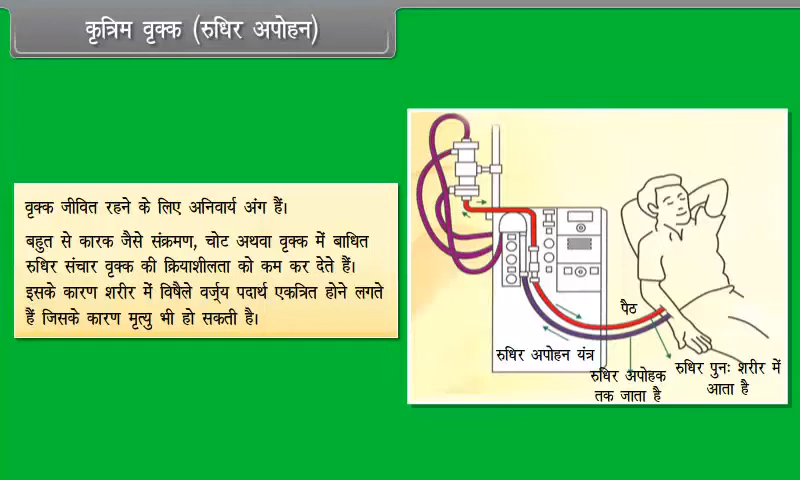 कृत्रिम वृक्क (रुधिर अपोहन)
वृक्क जीवित रहने के लिए अनिवार्य अंग हैं।
बहुत से कारक जैसे संक्रमण, चोट अथवा वृक्क में बाधित
रुधिर संचार वृक्क की क्रियाशीलता को कम कर देते हैं।
इसके कारण शरीर में विषैले वर्ज्य पदार्थ एकत्रित होने लगते
हैं जिसके कारण मृत्यु भी हो सकती है।
पैठ
रुधिर अपोहन यंत्र
रुधिर अपोहक
तक जाता है
रुधिर पुनः शरीर में
आता है